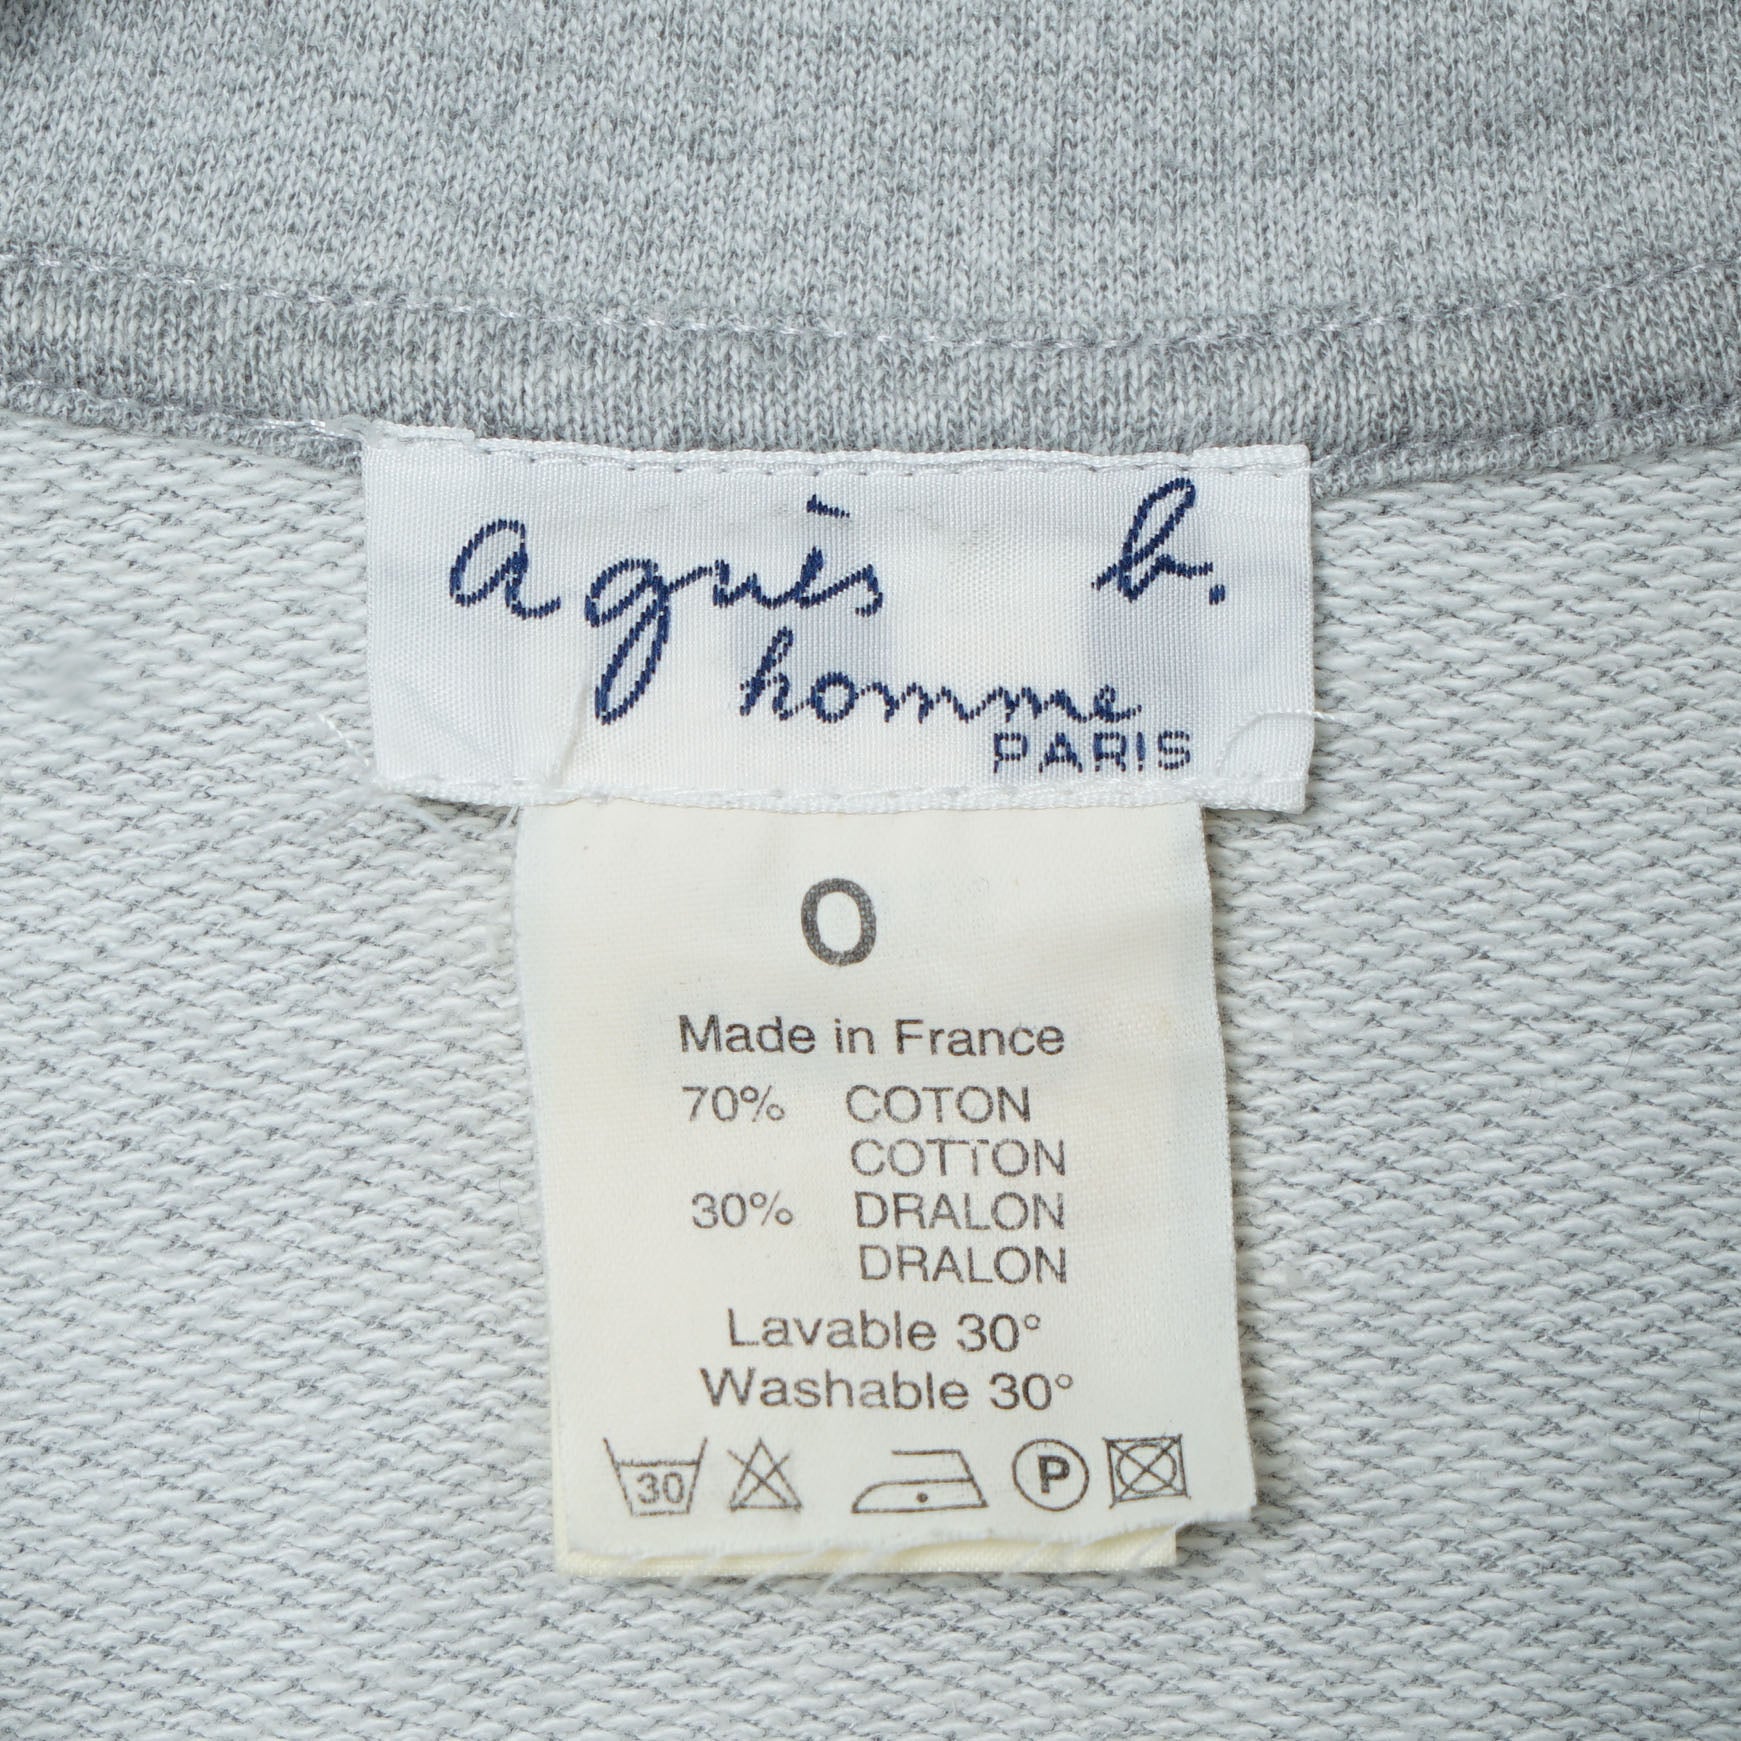 agnès b.
homme
PARIS
0
Made in France
70% COTON
COTTON
30% DRALON
DRALON
Lavable 30°
Washable 30°
30 P